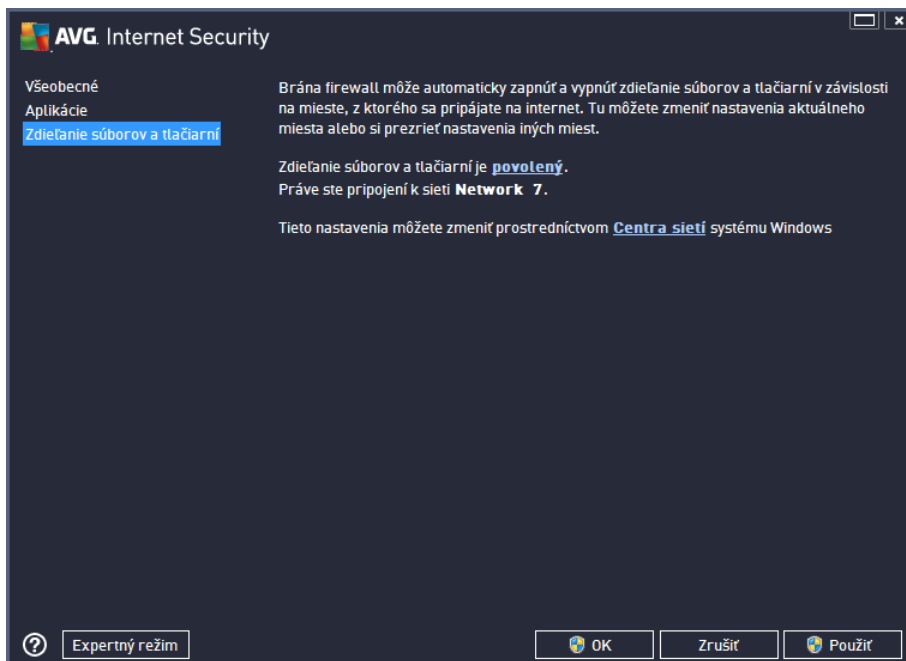 AVG. Internet Security
Všeobecné
Aplikácie
Zdieľanie súborov a tlačiarní
Brána firewall môže automaticky zapnúť a vypnúť zdieľanie súborov a tlačiarní v závislosti
na mieste, z ktorého sa pripájate na internet. Tu môžete zmeniť nastavenia aktuálneho
miesta alebo si prezrieť nastavenia iných miest.
Zdieľanie súborov a tlačiarní je povolený.
Práve ste pripojení k sieti Network 7.
Tieto nastavenia môžete zmeniť prostredníctvom Centra sietí systému Windows
? Expertný režim
OK
Zrušiť
Použiť